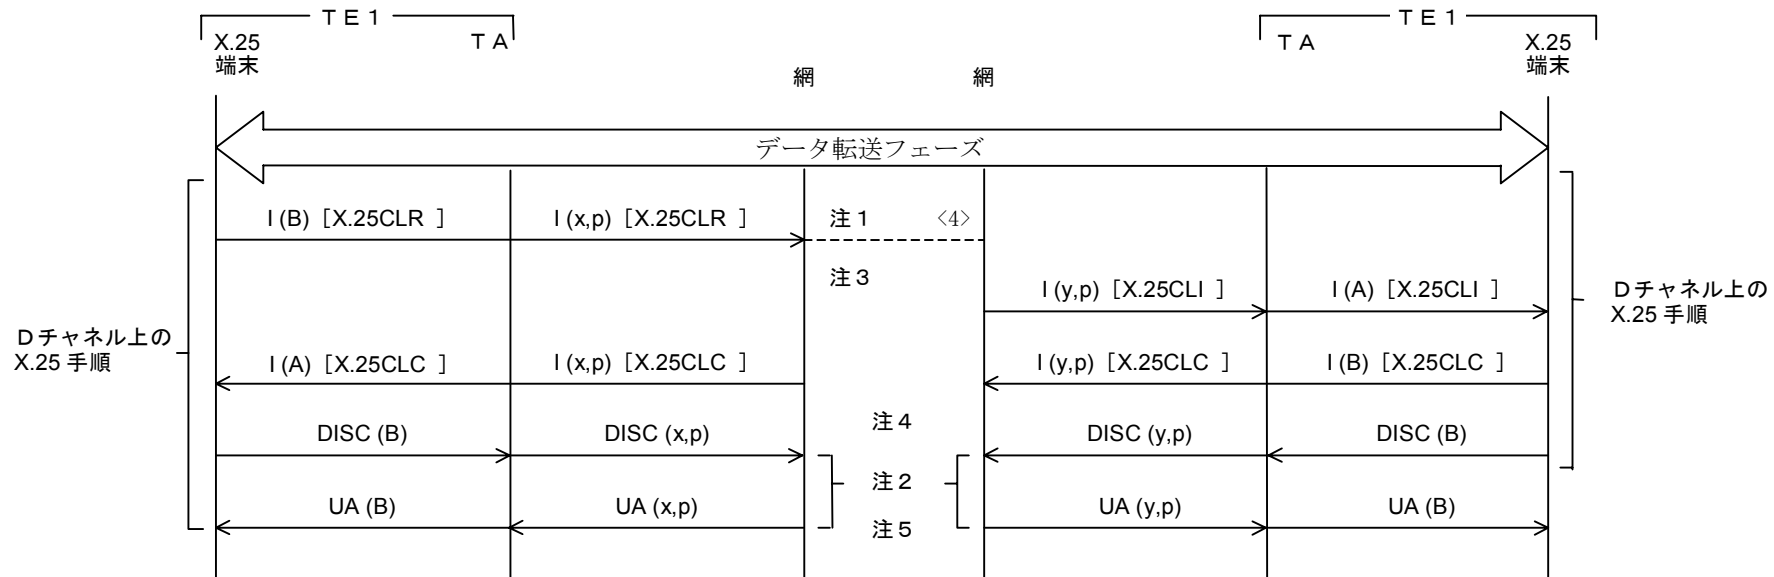 ＴＥ１
ＴＥ１
X.25
端末
ＴＡ
ＴＡ
X.25
端末
網
網
データ転送フェーズ
I (B)［X.25CLR ］
I (x,p)［X.25CLR ］
注１
<4>
注３
I (y,p)［X.25CLI ］
I (A)［X.25CLI ］
Ｄチャネル上の
X.25 手順
Ｄチャネル上の
X.25 手順
I (A)［X.25CLC ］
I (x,p)［X.25CLC ］
I (y,p)［X.25CLC ］
I (B)［X.25CLC ］
DISC (B)
DISC (x,p)
注４
DISC (y,p)
DISC (B)
注２
UA (B)
UA (x,p)
注５
UA (y,p)
UA (B)